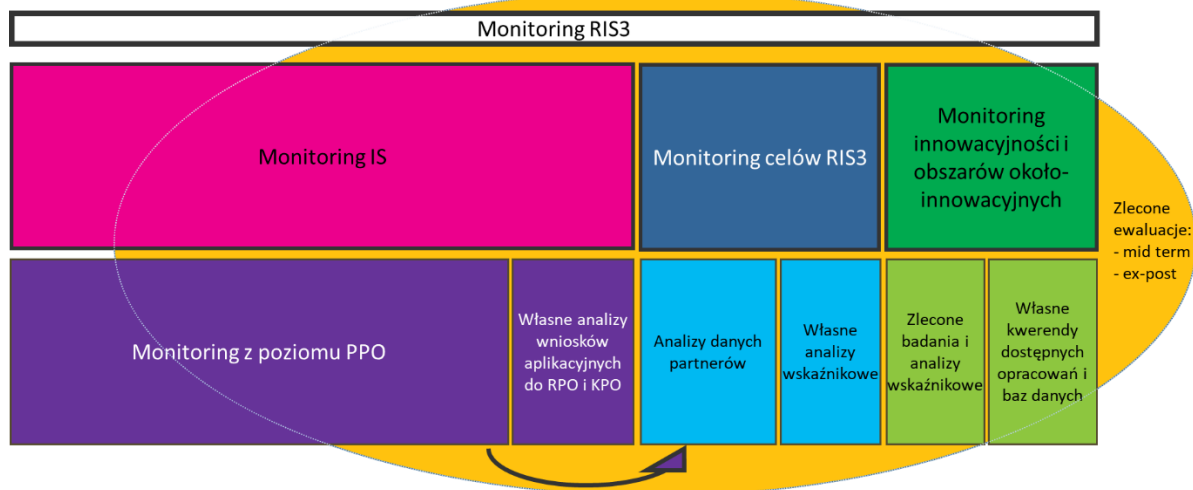 Monitoring RIS3
Monitoring IS
Monitoring celów RIS3
Monitoring
innowacyjności i
obszarów około-
innowacyjnych
Zlecone
ewaluacje:
- mid term
- ex-post
Monitoring z poziomu PPO
Własne analizy
wniosków
aplikacyjnych
do RPO i KPO
Analizy danych
partnerów
Własne
analizy
wskaźnikowe
Zlecone
badania i
analizy
wskaźnikowe
Własne
kwerendy
dostępnych
opracowań i
baz danych